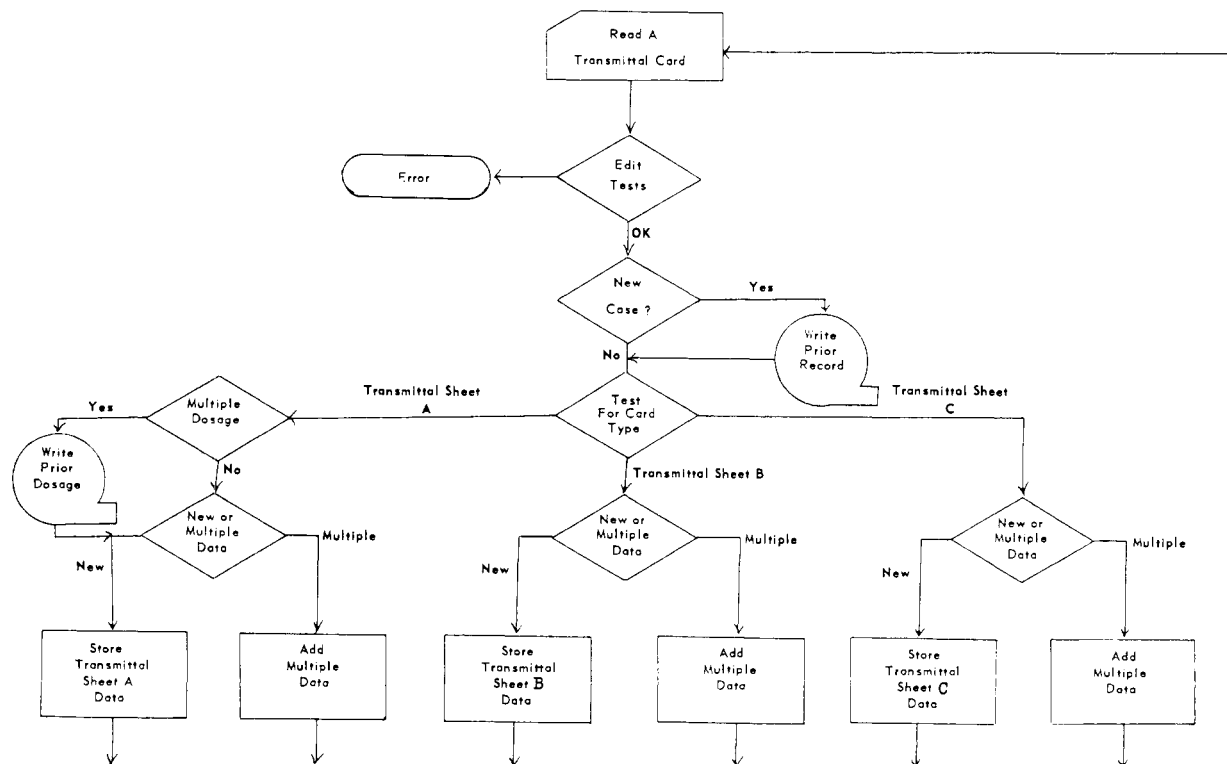 Read A
Transmittal Card
Edit
Tests
Error
OK
New
Case ?
Yes
Write
Prior
Record
No
Test
For Card
Type
Transmittal Sheet
A
Transmittal Sheet
C
Transmittal Sheet B
Multiple
Dosage
Yes
Write
Prior
Dosage
No
New or
Multiple
Data
New
Multiple
New or
Multiple
Data
New
Multiple
New or
Multiple
Data
New
Multiple
Store
Transmittal
Sheet A
Data
Add
Multiple
Data
Store
Transmittal
Sheet B
Data
Add
Multiple
Data
Store
Transmittal
Sheet C
Data
Add
Multiple
Data